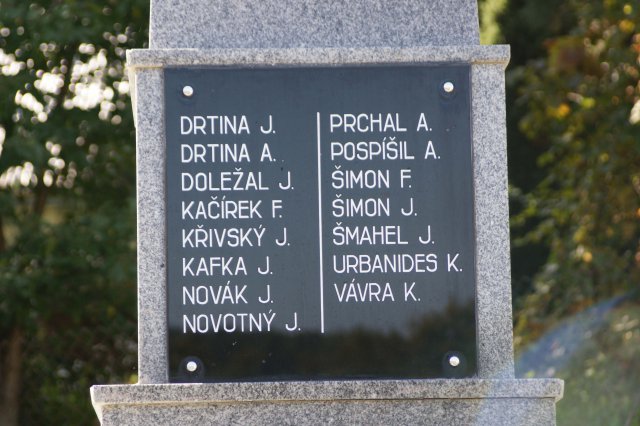 DRTINA J.
DRTINA A.
DOLEŽAL J.
KAČÍREK F.
KŘIVSKÝ J.
KAFKA J.
NOVÁK J.
NOVOTNÝ J.
PRCHAL A.
POSPÍŠIL A.
ŠIMON F.
ŠIMON J.
ŠMAHEL J.
URBANIDES K.
VÁVRA K.